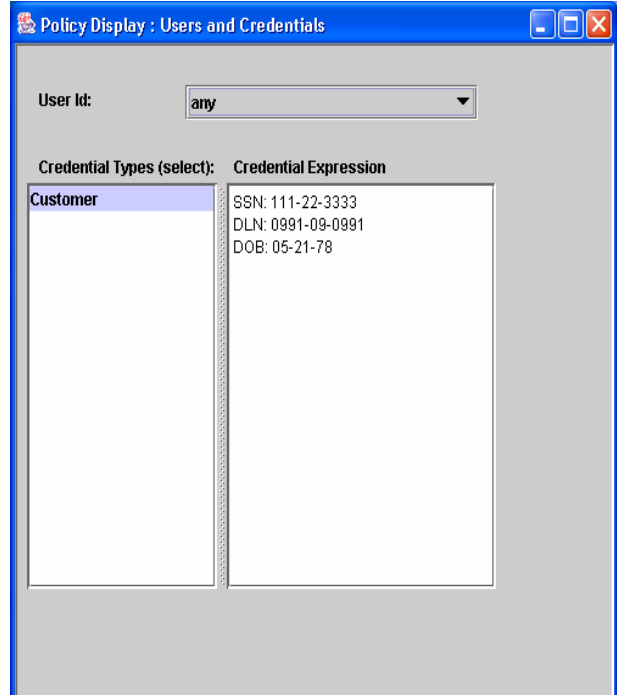 Policy Display : Users and Credentials
User Id: any
Credential Types (select): Credential Expression
Customer
SSN: 111-22-3333
DLN: 0991-09-0991
DOB: 05-21-78